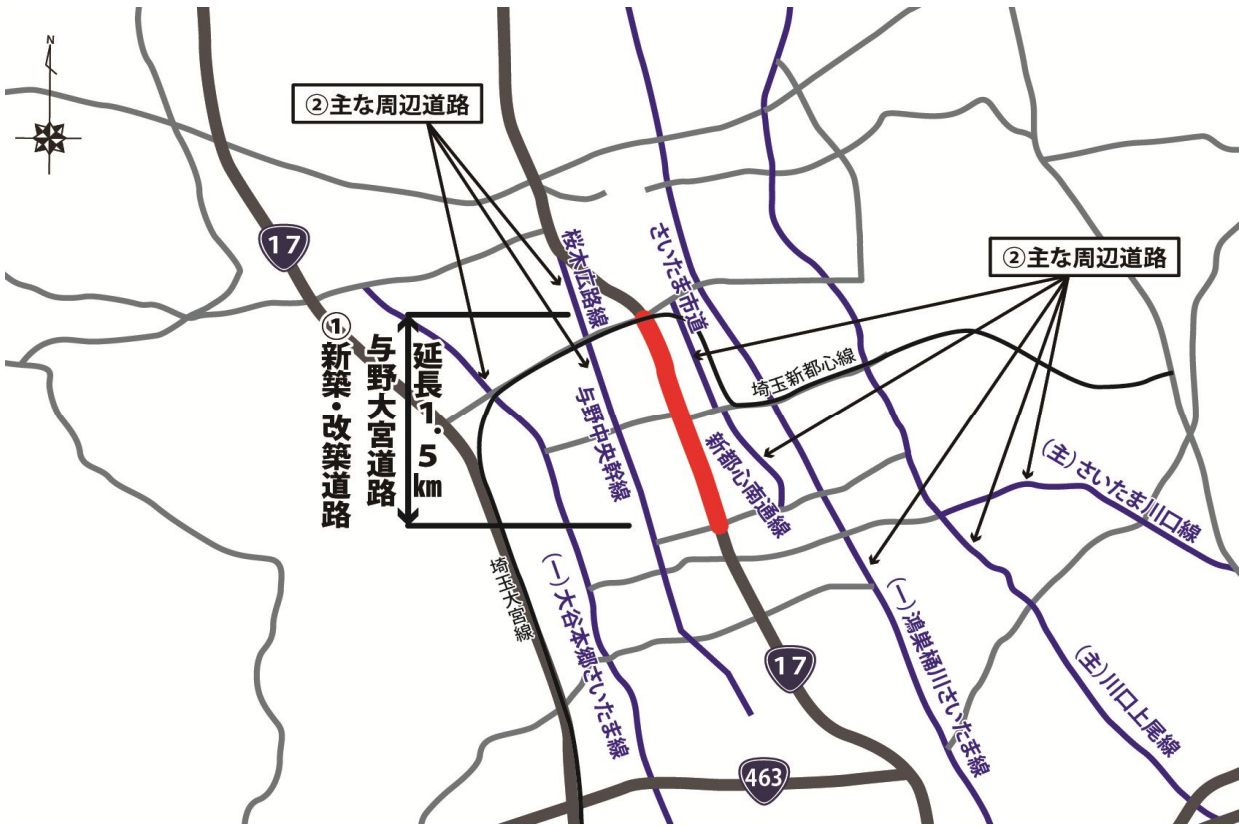 N
②主な周辺道路
17
桜木広路線
さいたま市道
②主な周辺道路
①新築・改築道路
与野大宮道路
延長1.5km
埼玉新都心線
与野中央幹線
新都心南通線
(主)さいたま川口線
埼玉大宮線
(一)大谷本郷さいたま線
(一)鴻巣桶川さいたま線
(主)川口上尾線
17
463